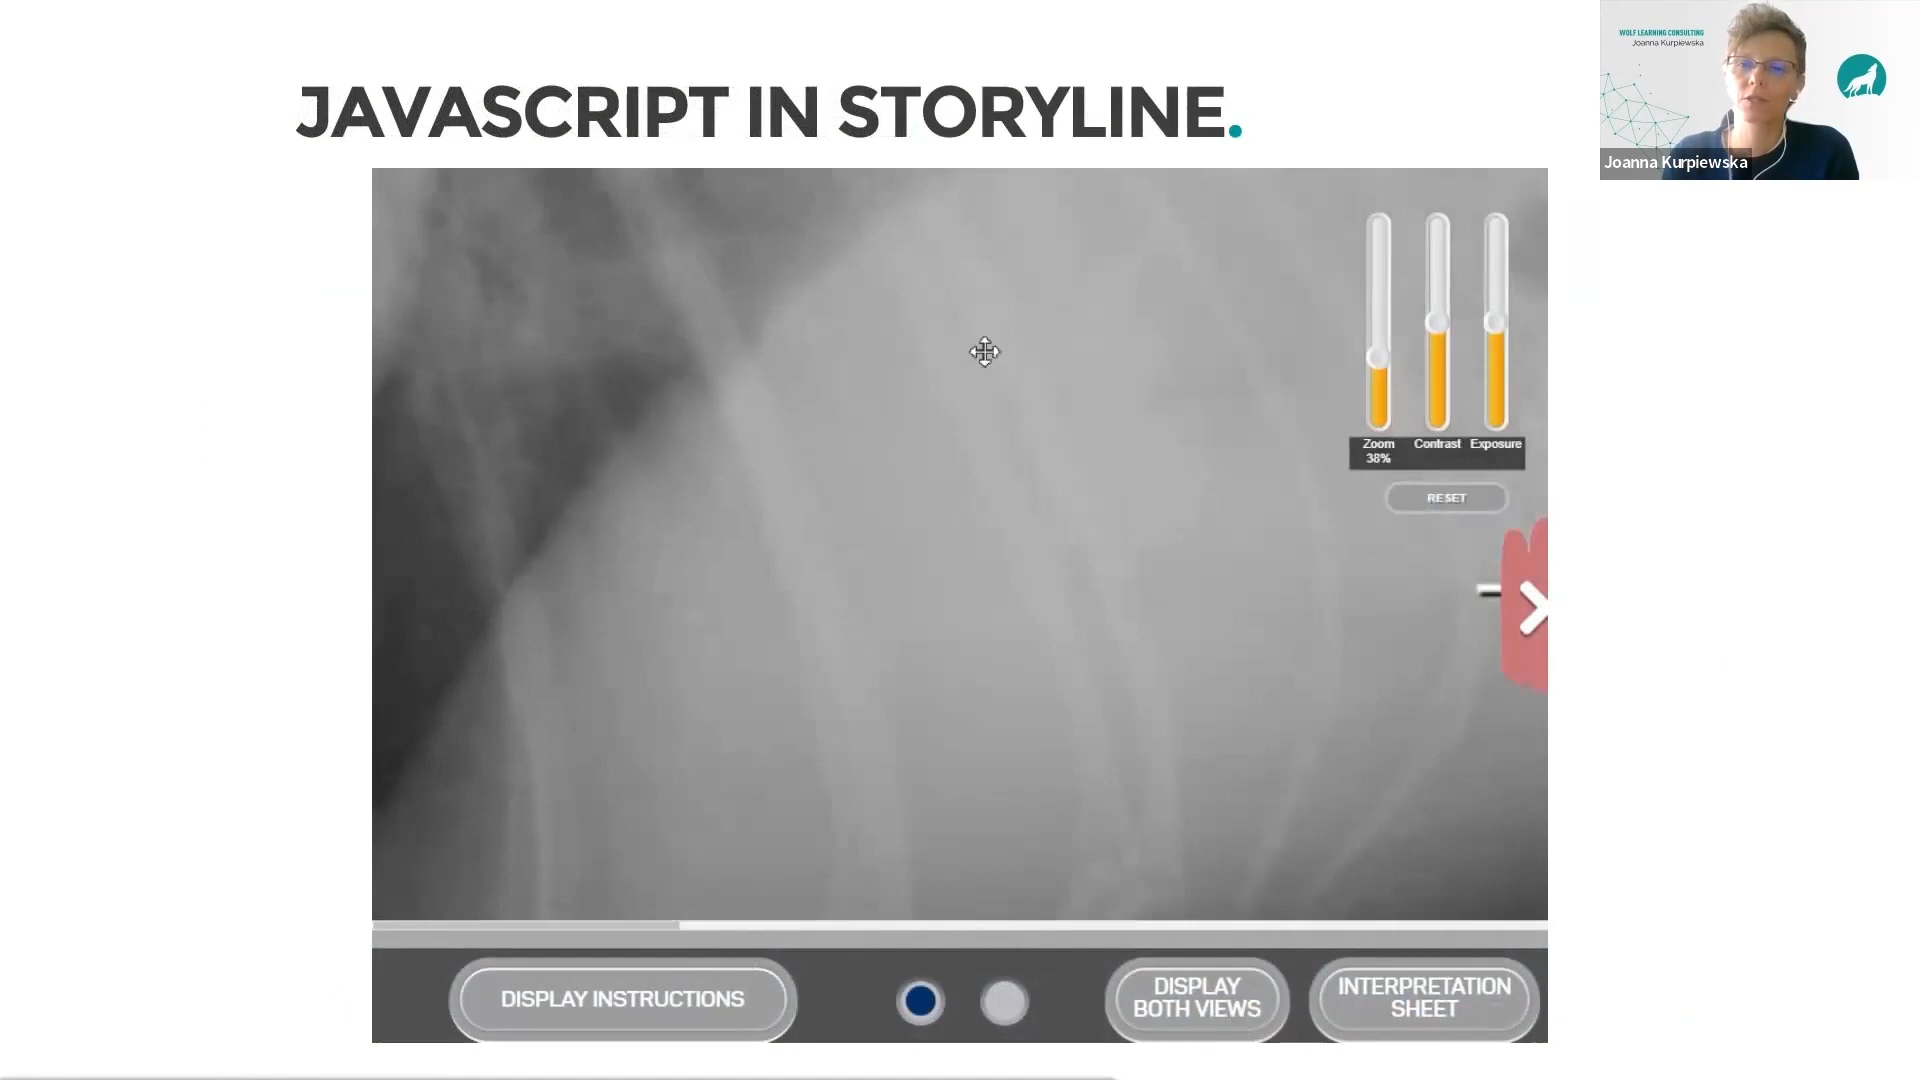 JAVASCRIPT IN STORYLINE.
WOLF LEARNING CONSULTING
Joanna Kurpiewska
Joanna Kurpiewska
Zoom Contrast Exposure
38%
RESET
DISPLAY INSTRUCTIONS
DISPLAY
BOTH VIEWS
INTERPRETATION
SHEET